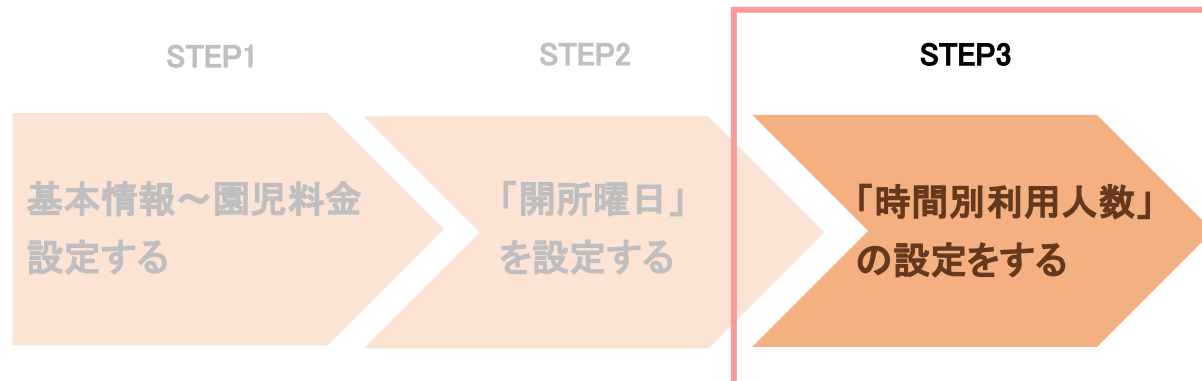 STEP1
STEP2
STEP3
基本情報～園児料金
設定する
「開所曜日」
を設定する
「時間別利用人数」
の設定をする